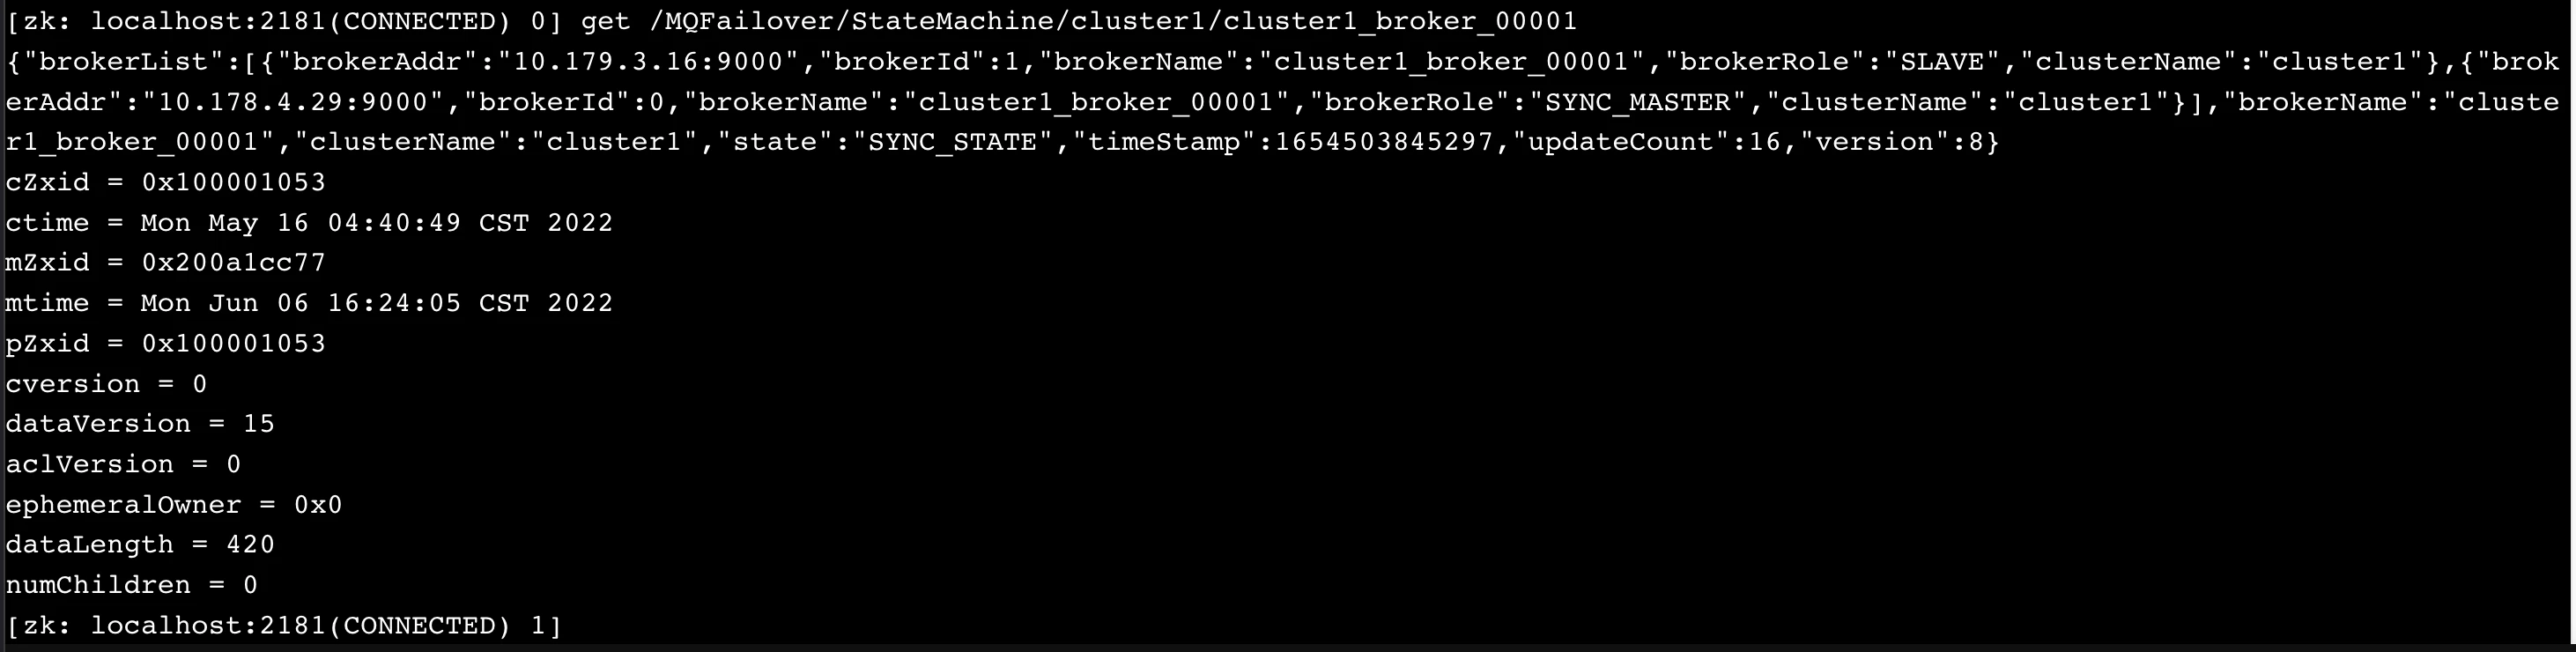 [zk: localhost:2181(CONNECTED) 0] get /MQFailover/StateMachine/cluster1/cluster1_broker_00001
{"brokerList":[{"brokerAddr":"10.179.3.16:9000","brokerId":1,"brokerName":"cluster1_broker_00001","brokerRole":"SLAVE","clusterName":"cluster1"},{"brok
erAddr":"10.178.4.29:9000","brokerId":0,"brokerName":"cluster1_broker_00001","brokerRole":"SYNC_MASTER","clusterName":"cluster1"}],"brokerName":"cluste
r1_broker_00001","clusterName":"cluster1","state":"SYNC_STATE","timeStamp":1654503845297,"updateCount":16,"version":8}
cZxid = 0x100001053
ctime = Mon May 16 04:40:49 CST 2022
mZxid = 0x200a1cc77
mtime = Mon Jun 06 16:24:05 CST 2022
pZxid = 0x100001053
cversion = 0
dataVersion = 15
aclVersion = 0
ephemeralOwner = 0x0
dataLength = 420
numChildren = 0
[zk: localhost:2181(CONNECTED) 1]